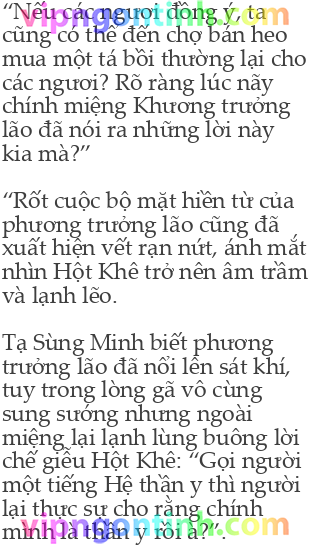 “Nếu các ngươi đồng ý, ta
cũng có thể đến chợ bán heo
mua một tá bồi thường lại cho
các ngươi? Rõ ràng lúc nãy
chính miệng Khương trưởng
lão đã nói ra những lời này
kia mà?”
“Rốt cuộc bộ mặt hiền từ của
phương trưởng lão cũng đã
xuất hiện vết rạn nứt, ánh mắt
nhìn Hột Khê trở nên âm trầm
và lạnh lẽo.
Tạ Sùng Minh biết phương
trưởng lão đã nổi lên sát khí,
tuy trong lòng gã vô cùng
sung sướng nhưng ngoài
miệng lại lạnh lùng buông lời
chế giễu Hột Khê: “Gọi ngươi
một tiếng Hệ thần y thì ngươi
lại thực sự cho rằng chính
mình là thần y rồi à?”
vipngontinh.com
vipngontinh.com